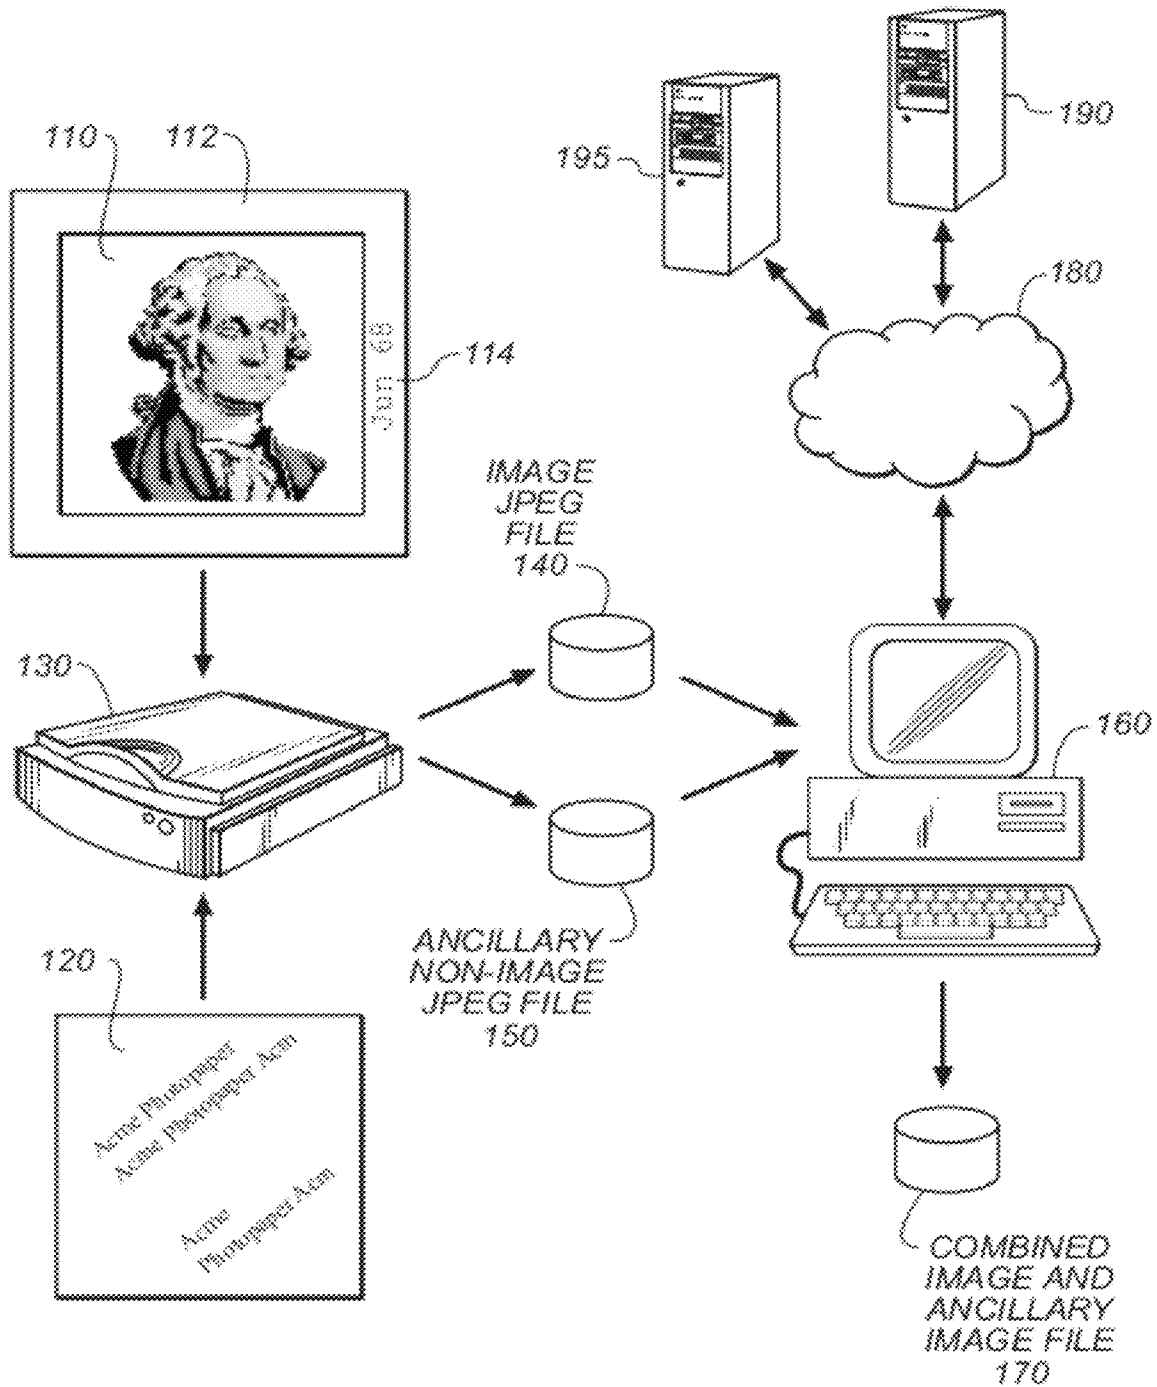 190
110
112
195
180
Jun 68
114
IMAGE
JPEG
FILE
140
130
160
ANCILLARY
NON-IMAGE
JPEG FILE
150
120
Acme Photopaper
Acme Photopaper Acm
Acme
Photopaper Acm
COMBINED
IMAGE AND
ANCILLARY
IMAGE FILE
170